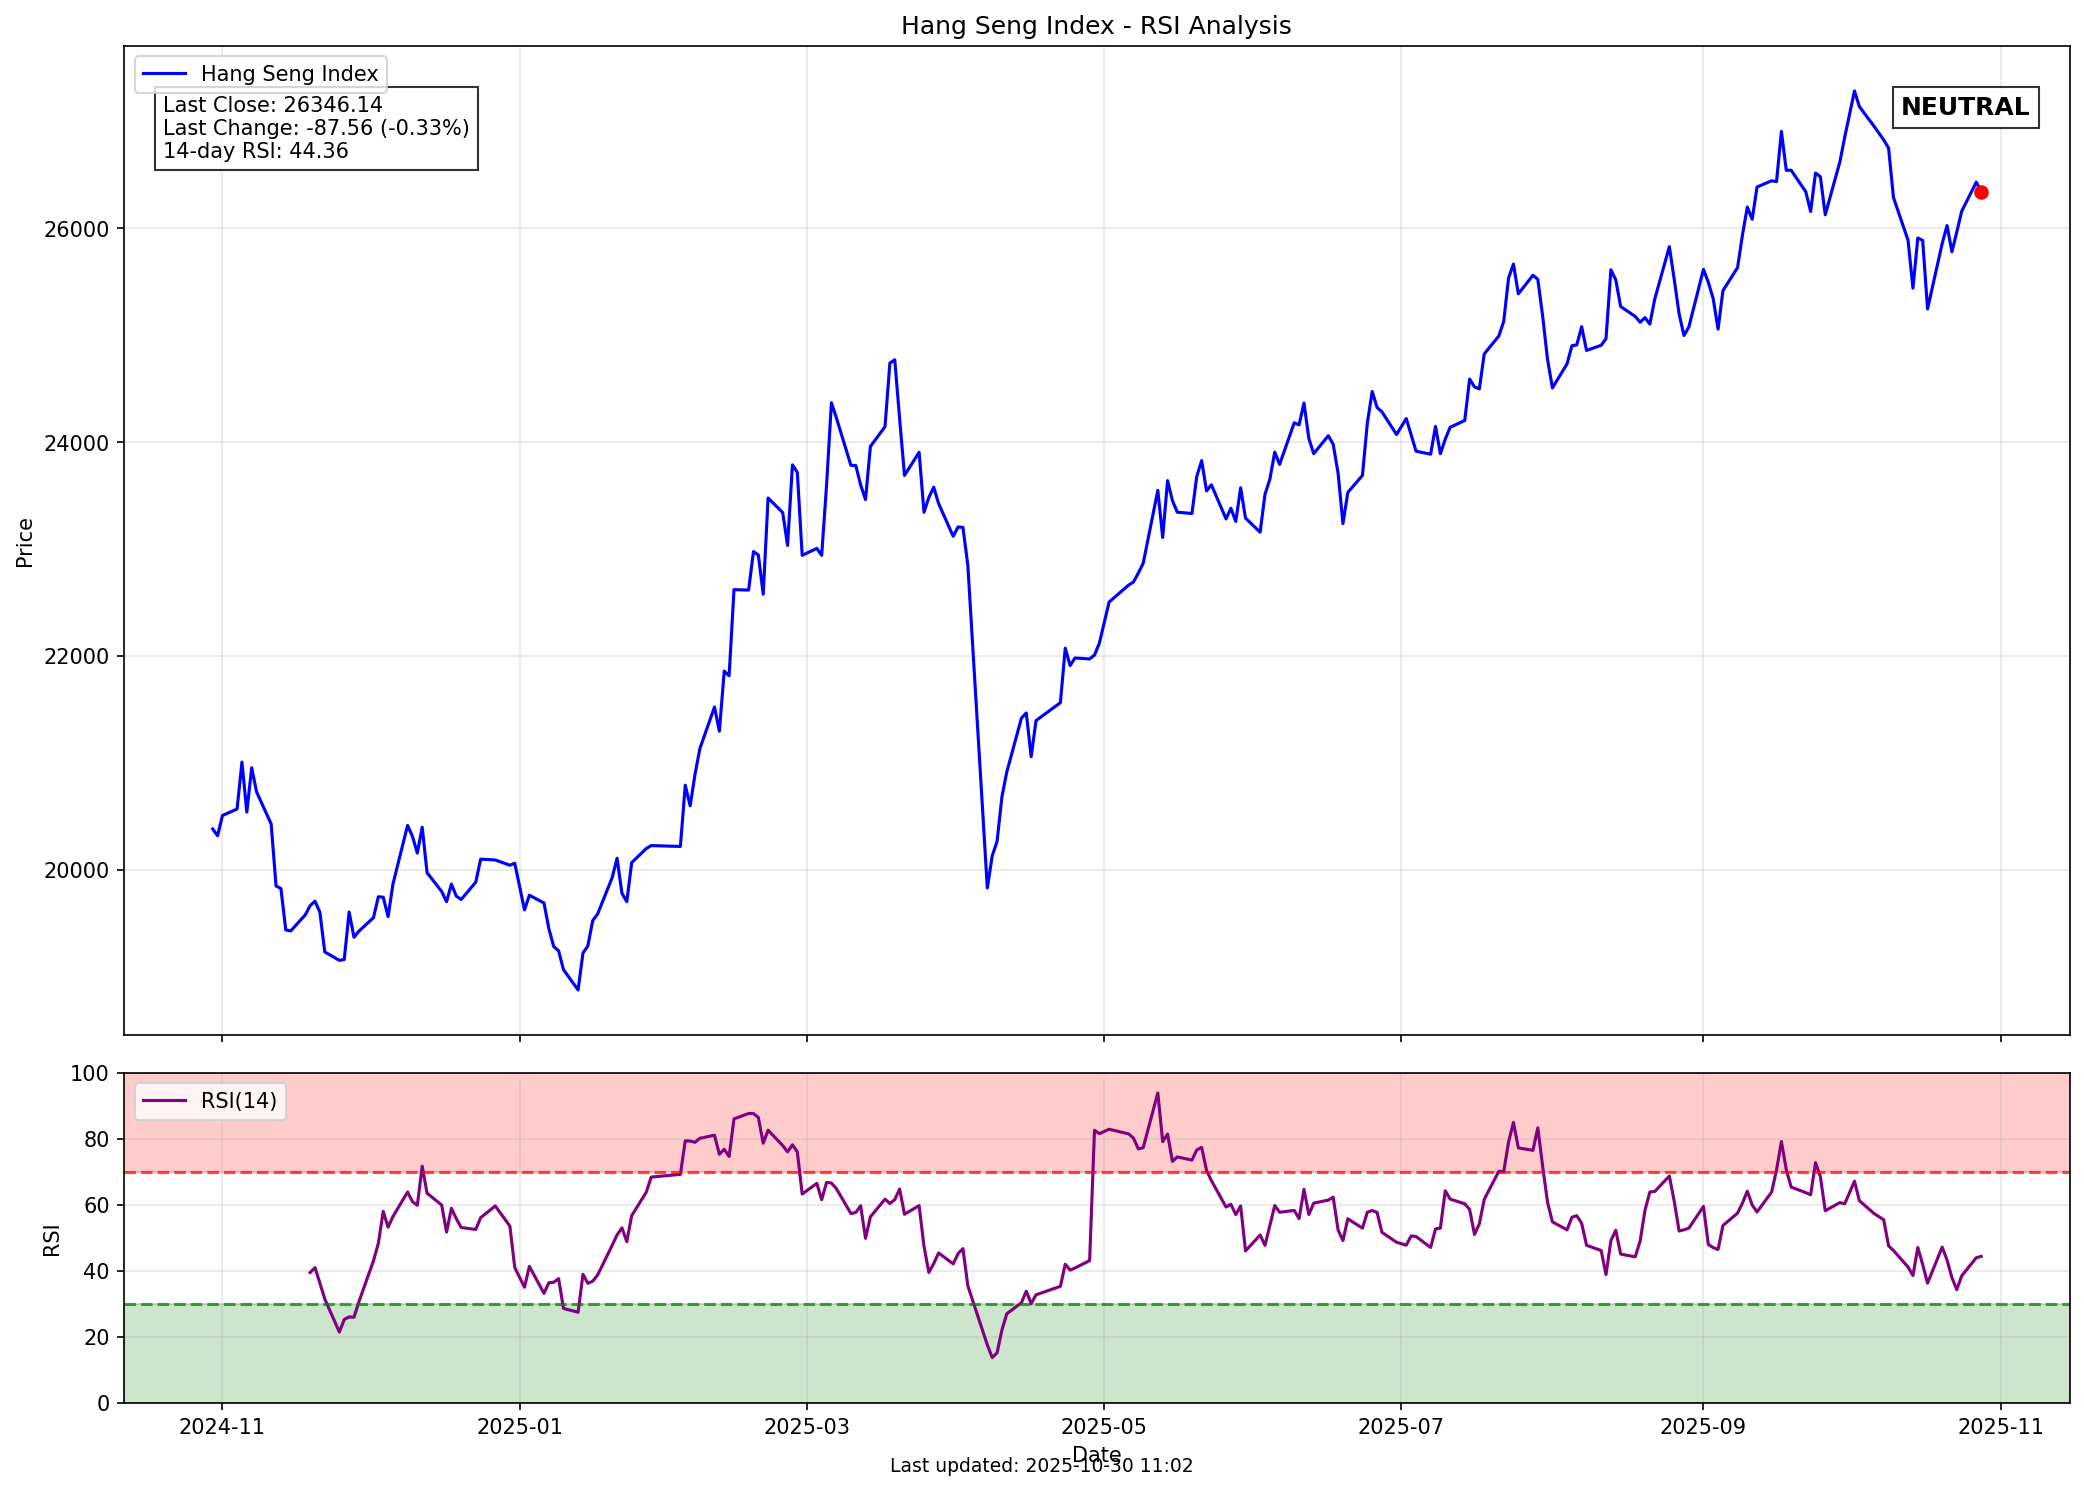 Hang Seng Index - RSI Analysis
Hang Seng Index
Last Close: 26346.14
Last Change: -87.56 (-0.33%)
14-day RSI: 44.36
NEUTRAL
Price
26000
24000
22000
20000
RSI(14)
RSI
100
80
60
40
20
0
2024-11
2025-01
2025-03
2025-05
2025-07
2025-09
2025-11
Date
Last updated: 2025-10-30 11:02